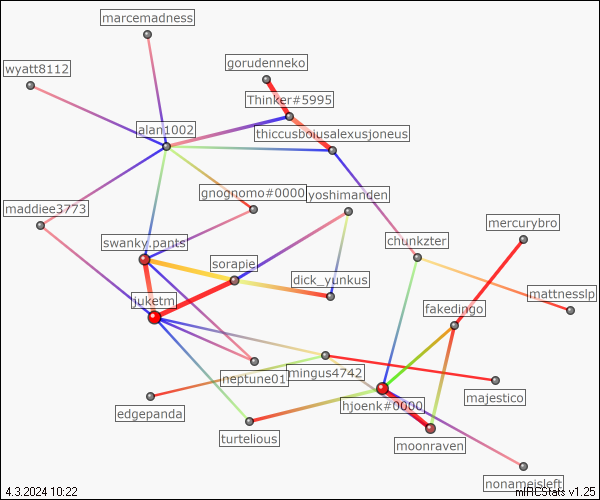 marcemadness
wyatt8112
gorudenneko
Thinker#5995
alan1002
thiccusboiusalexusjoneus
gnognomo#0000
yoshimanden
maddiee3773
mercurybro
swanky.pants
chunkzter
sorapie
dick_yunkus
mattnesslp
juketm
fakedingo
neptune01
mingus4742
majestico
edgepanda
hjoenk#0000
turtelious
moonraven
nonameisleft
4.3.2024 10:22
mIRCStats v1.25